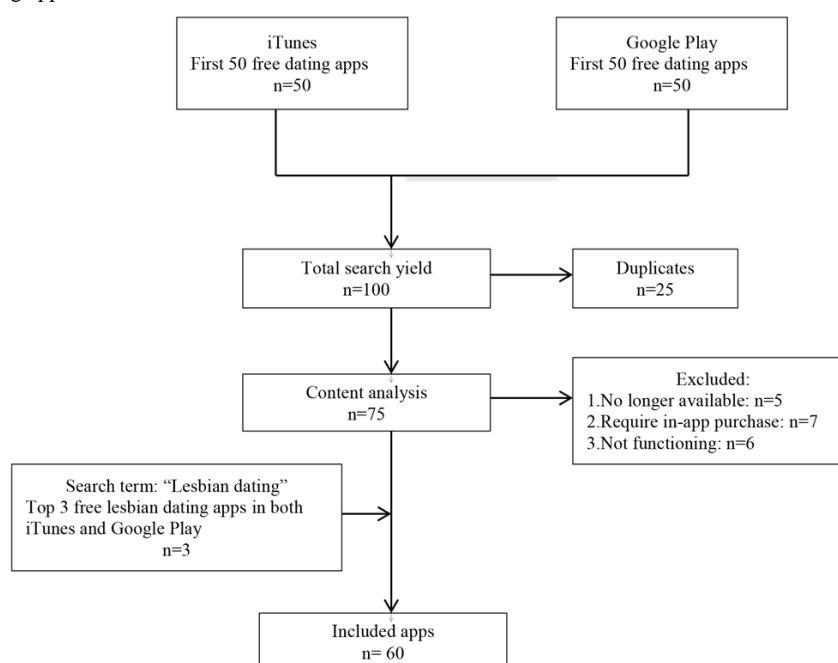 iTunes
First 50 free dating apps
n=50
Google Play
First 50 free dating apps
n=50
Total search yield
n=100
Duplicates
n=25
Content analysis
n=75
Excluded:
1.No longer available: n=5
2.Require in-app purchase: n=7
3.Not functioning: n=6
Search term: “Lesbian dating”
Top 3 free lesbian dating apps in both
iTunes and Google Play
n=3
Included apps
n= 60